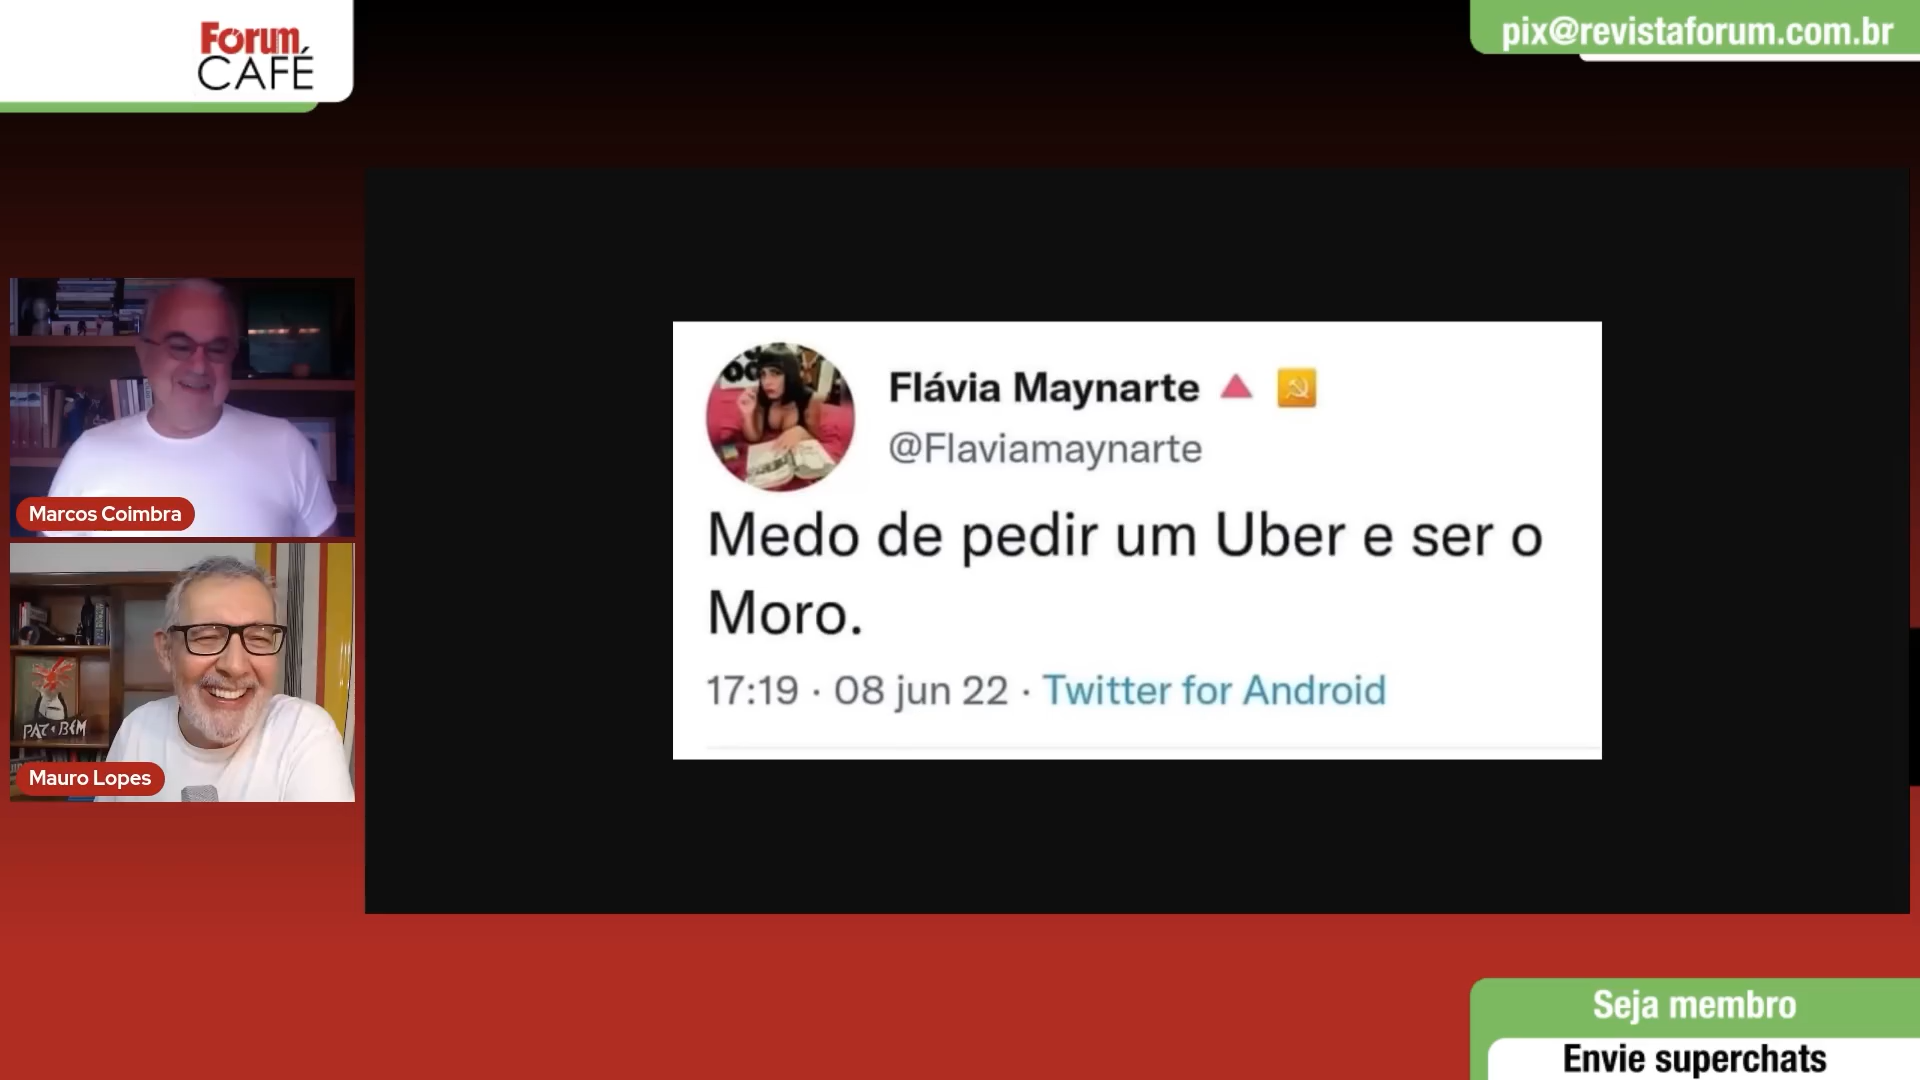 Forum
CAFÉ
pix@revistaforum.com.br
Marcos Coimbra
PAZ E BEM
Mauro Lopes
Flávia Maynarte
@Flaviamaynarte
Medo de pedir um Uber e ser o
Moro.
17:19 · 08 jun 22 · Twitter for Android
Seja membro
Envie superchats